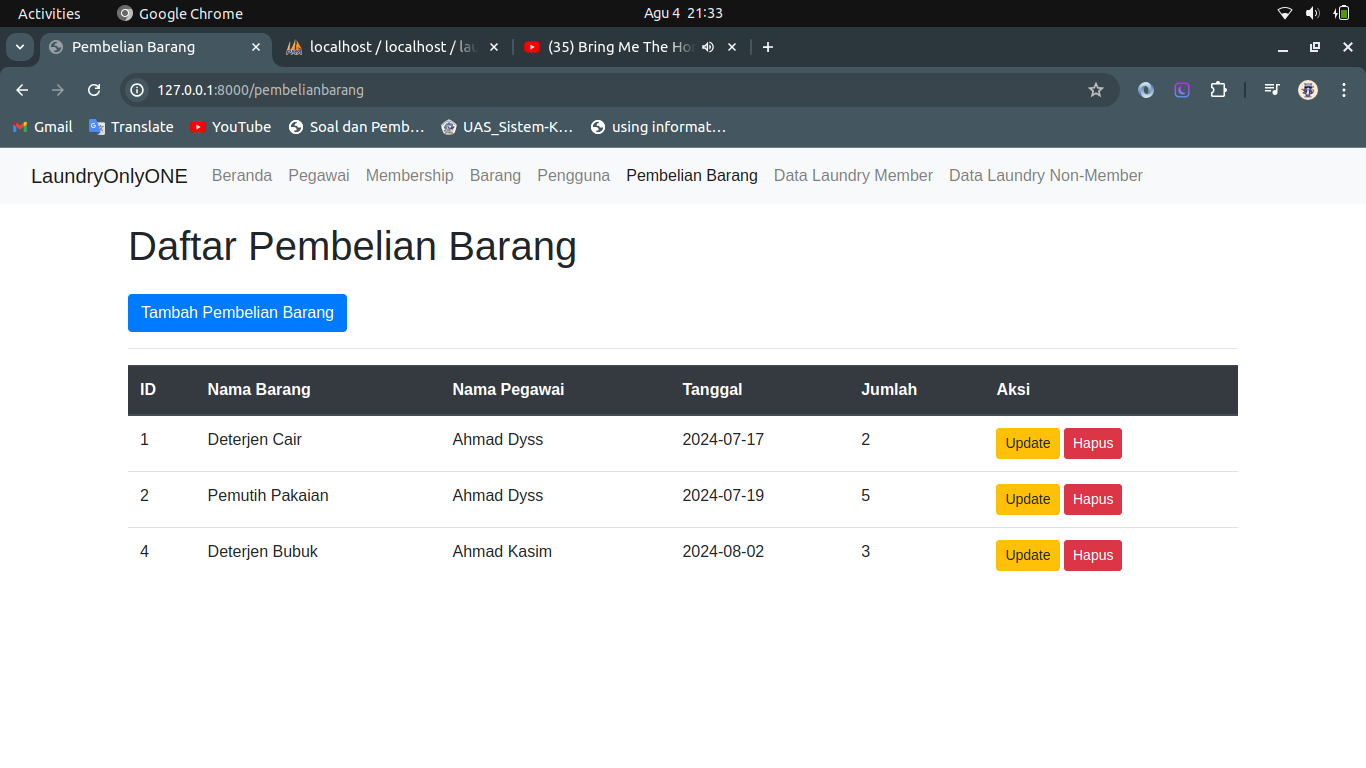 Activities Google Chrome Agu 4 21:33
Pembelian Barang localhost / localhost / la (35) Bring Me The Ho
127.0.0.1:8000/pembelianbarang
Gmail Translate YouTube Soal dan Pemb… UAS_Sistem-K… using informat…
LaundryOnlyONE Beranda Pegawai Membership Barang Pengguna Pembelian Barang Data Laundry Member Data Laundry Non-Member
Daftar Pembelian Barang
Tambah Pembelian Barang
ID Nama Barang Nama Pegawai Tanggal Jumlah Aksi
1 Deterjen Cair Ahmad Dyss 2024-07-17 2 Update Hapus
2 Pemutih Pakaian Ahmad Dyss 2024-07-19 5 Update Hapus
4 Deterjen Bubuk Ahmad Kasim 2024-08-02 3 Update Hapus